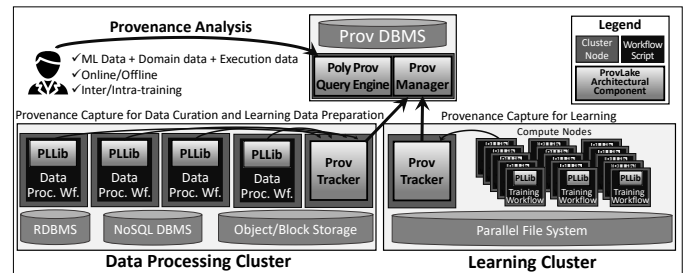 Provenance Analysis
✓ML Data + Domain data + Execution data
✓Online/Offline
✓Inter/Intra-training
Prov DBMS
Poly Prov
Query Engine
Prov
Manager
Legend
Cluster
Node
Workflow
Script
ProvLake
Architectural
Component
Provenance Capture for Data Curation and Learning Data Preparation
PLLib
Data
Proc. Wf.
PLLib
Data
Proc. Wf.
PLLib
Data
Proc. Wf.
PLLib
Data
Proc. Wf.
Prov
Tracker
RDBMS
NoSQL DBMS
Object/Block Storage
Data Processing Cluster
Provenance Capture for Learning
Compute Nodes
Prov
Tracker
PLLib
Training
Workflow
PLLib
Training
Workflow
PLLib
Training
Workflow
Parallel File System
Learning Cluster